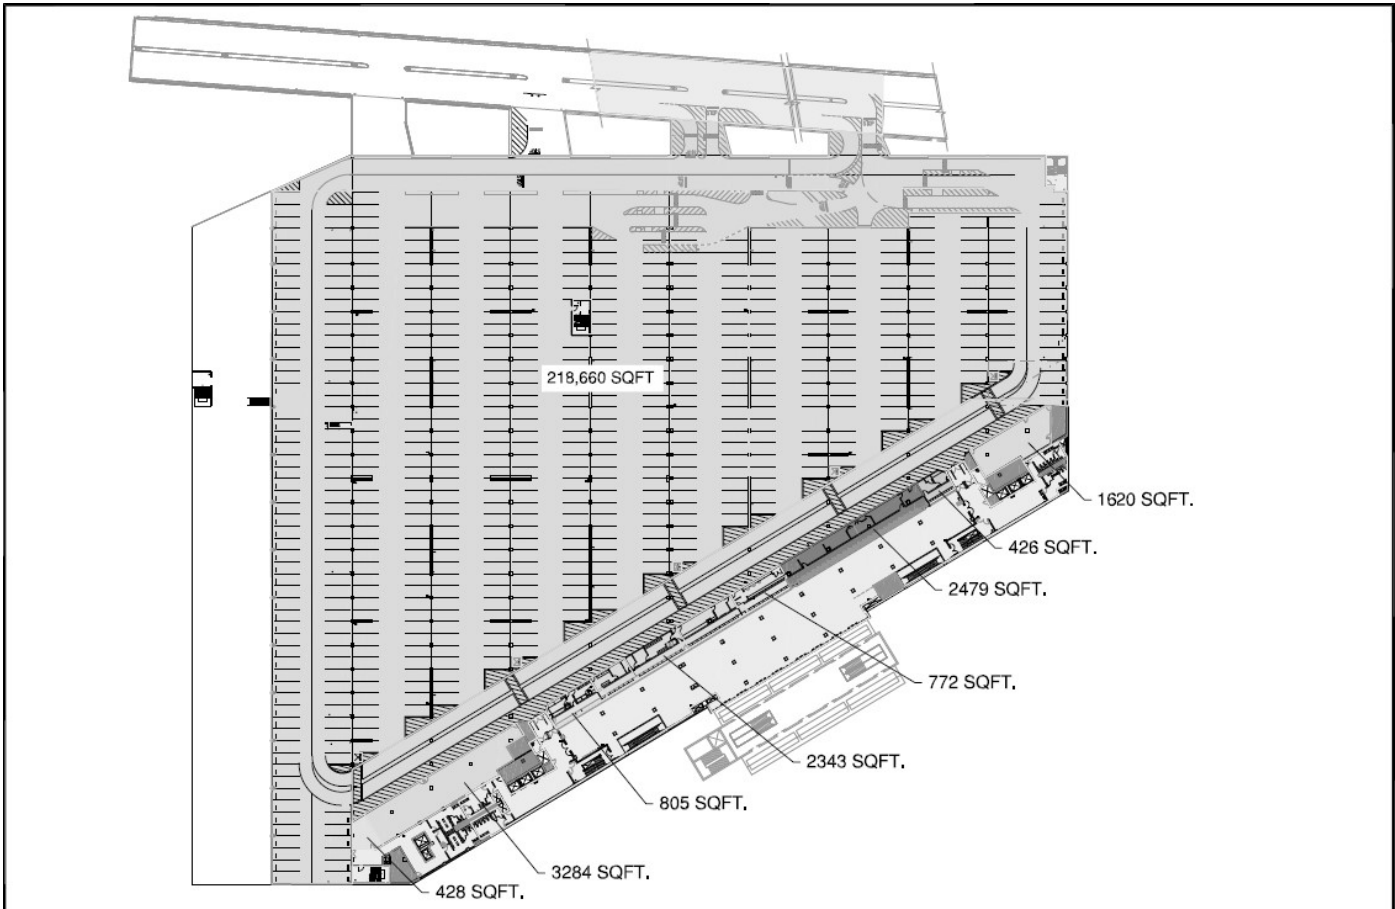 218,660 SQFT
1620 SQFT.
426 SQFT.
2479 SQFT.
772 SQFT.
2343 SQFT.
805 SQFT.
3284 SQFT.
428 SQFT.